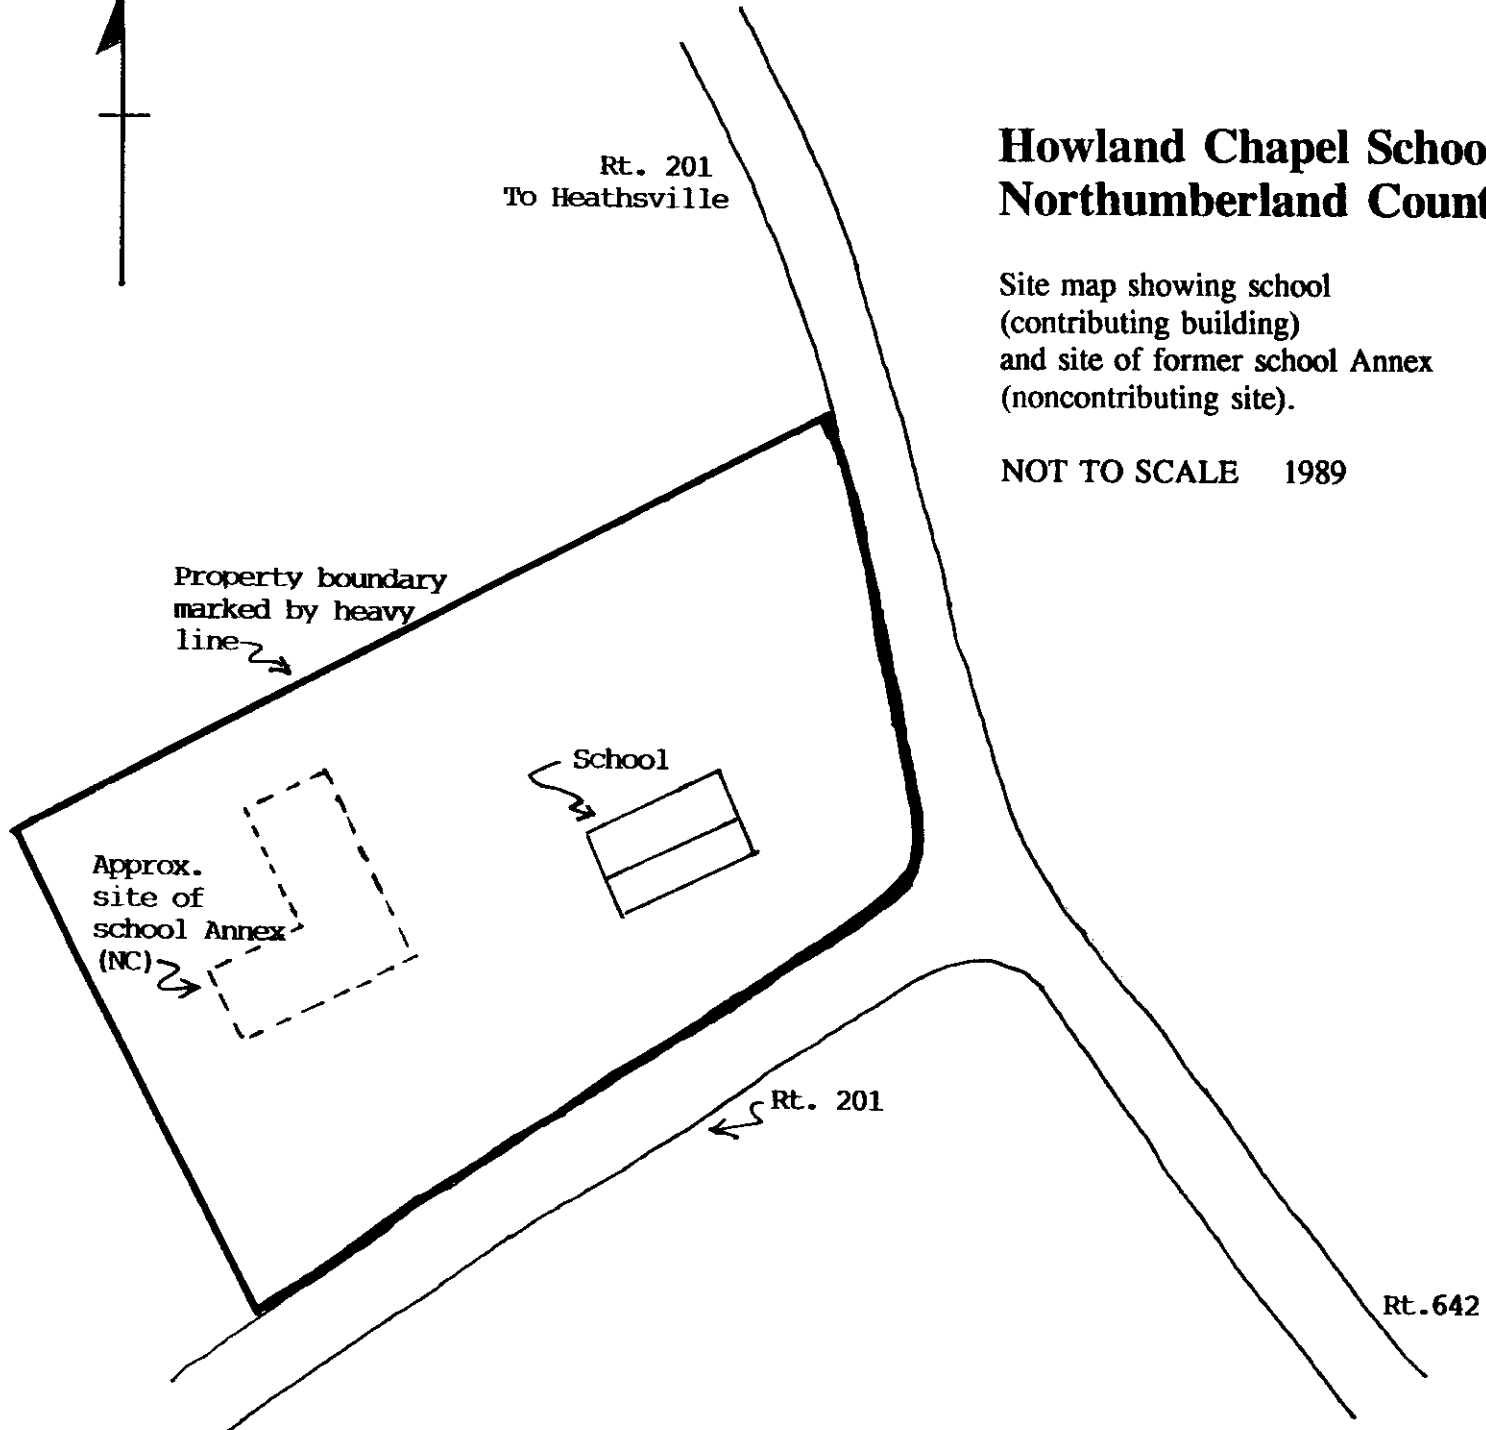 Rt. 201
To Heathsville
Howland Chapel Schoo
Northumberland Count
Site map showing school
(contributing building)
and site of former school Annex
(noncontributing site).
NOT TO SCALE 1989
Property boundary
marked by heavy
line
School
Approx.
site of
school Annex
(NC)
Rt. 201
Rt.642